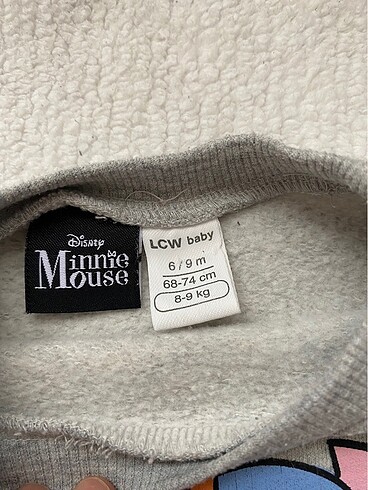 Disney
Minnie
Mouse
LCW baby
6/9 m
68-74 cm
8-9 kg